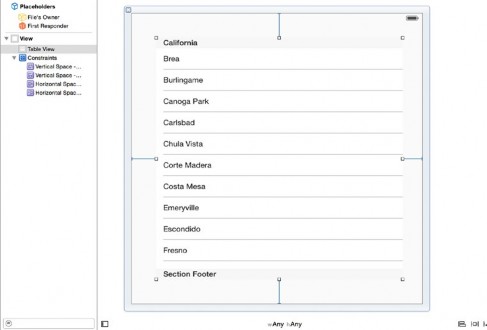 Placeholders
File's Owner
First Responder
View
Table View
Constraints
Vertical Space -...
Vertical Space -...
Horizontal Spac...
Horizontal Spac...
California
Brea
Burlingame
Canoga Park
Carlsbad
Chula Vista
Corte Madera
Costa Mesa
Emeryville
Escondido
Fresno
Section Footer
wAny hAny